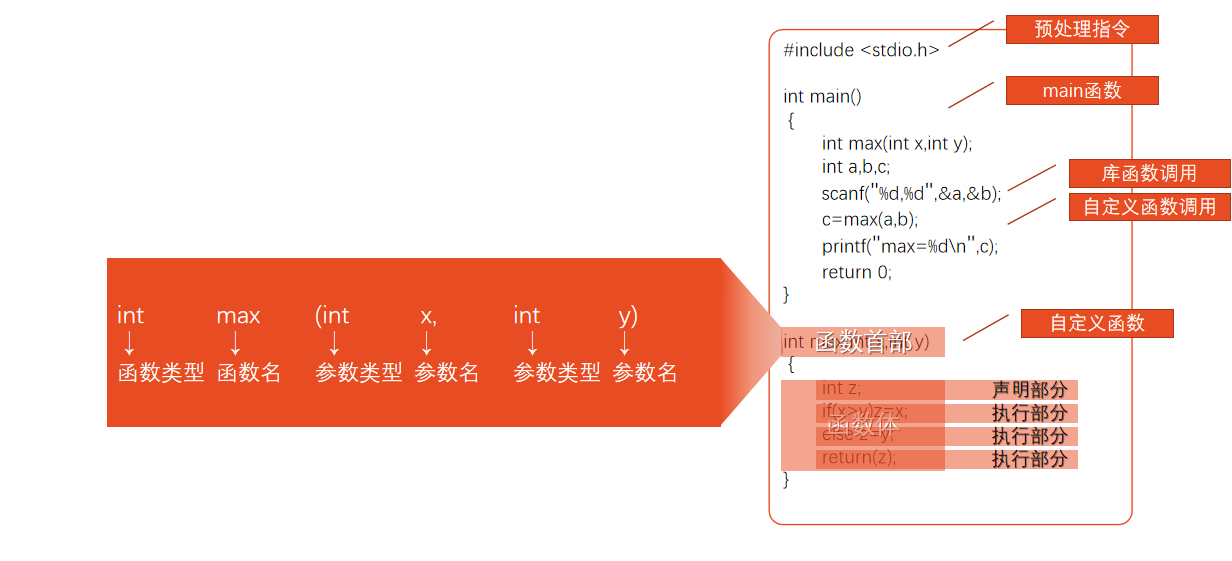 预处理指令
#include <stdio.h>
main函数
int main()
{
int max(int x,int y);
int a,b,c;
库函数调用
scanf("%d,%d",&a,&b);
自定义函数调用
c=max(a,b);
printf("max=%d\n",c);
return 0;
}
int max (int x, int y)
函数类型 函数名 参数类型 参数名 参数类型 参数名
自定义函数
函数首部
int max(int x,int y)
{
int z; 声明部分
if(x>y)z=x; 执行部分
函数体
else z=y; 执行部分
return(z); 执行部分
}